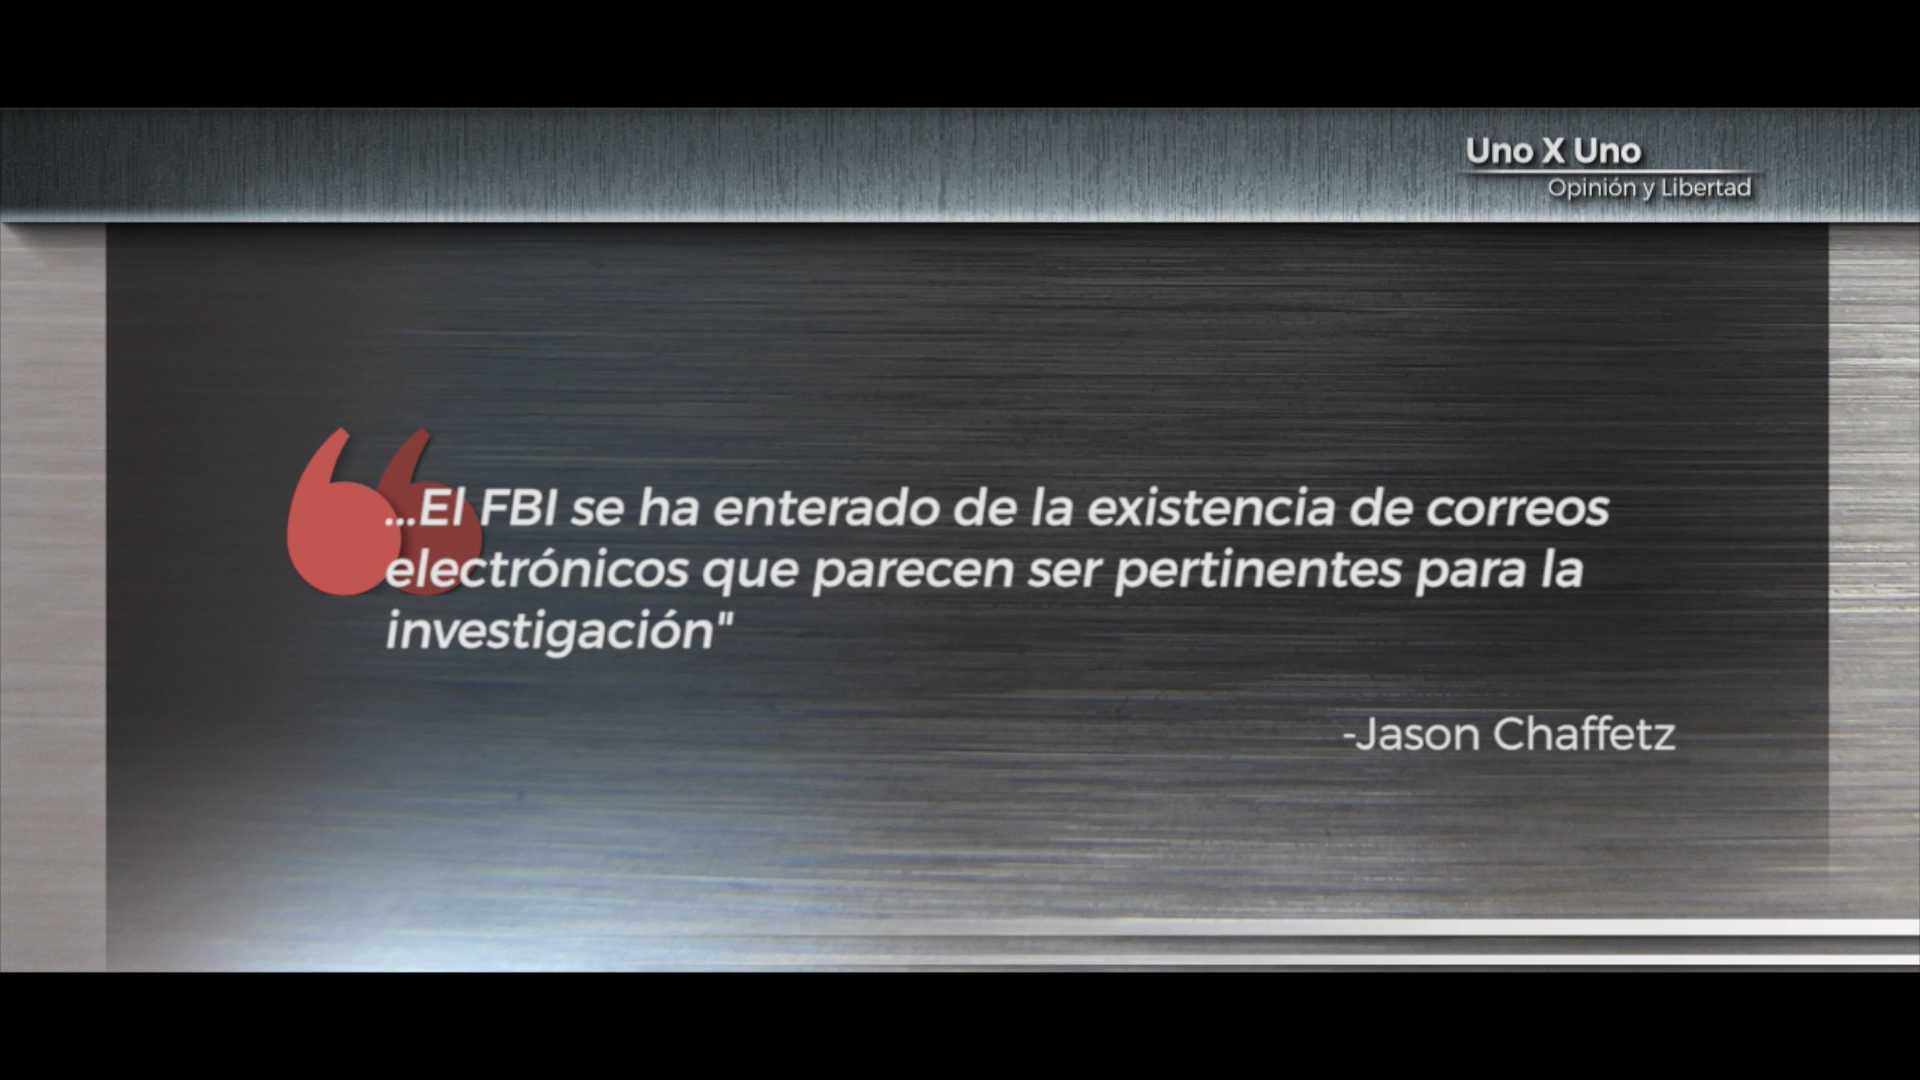 Uno X Uno
Opinión y Libertad
...El FBI se ha enterado de la existencia de correos
electrónicos que parecen ser pertinentes para la
investigación"
-Jason Chaffetz